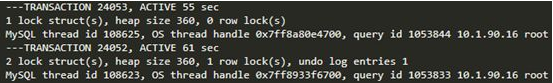 ---TRANSACTION 24053, ACTIVE 55 sec
1 lock struct(s), heap size 360, 0 row lock(s)
MySQL thread id 108625, OS thread handle 0x7ff8a80e4700, query id 1053844 10.1.90.16 root
---TRANSACTION 24052, ACTIVE 61 sec
2 lock struct(s), heap size 360, 1 row lock(s), undo log entries 1
MySQL thread id 108623, OS thread handle 0x7ff8933f6700, query id 1053833 10.1.90.16 root